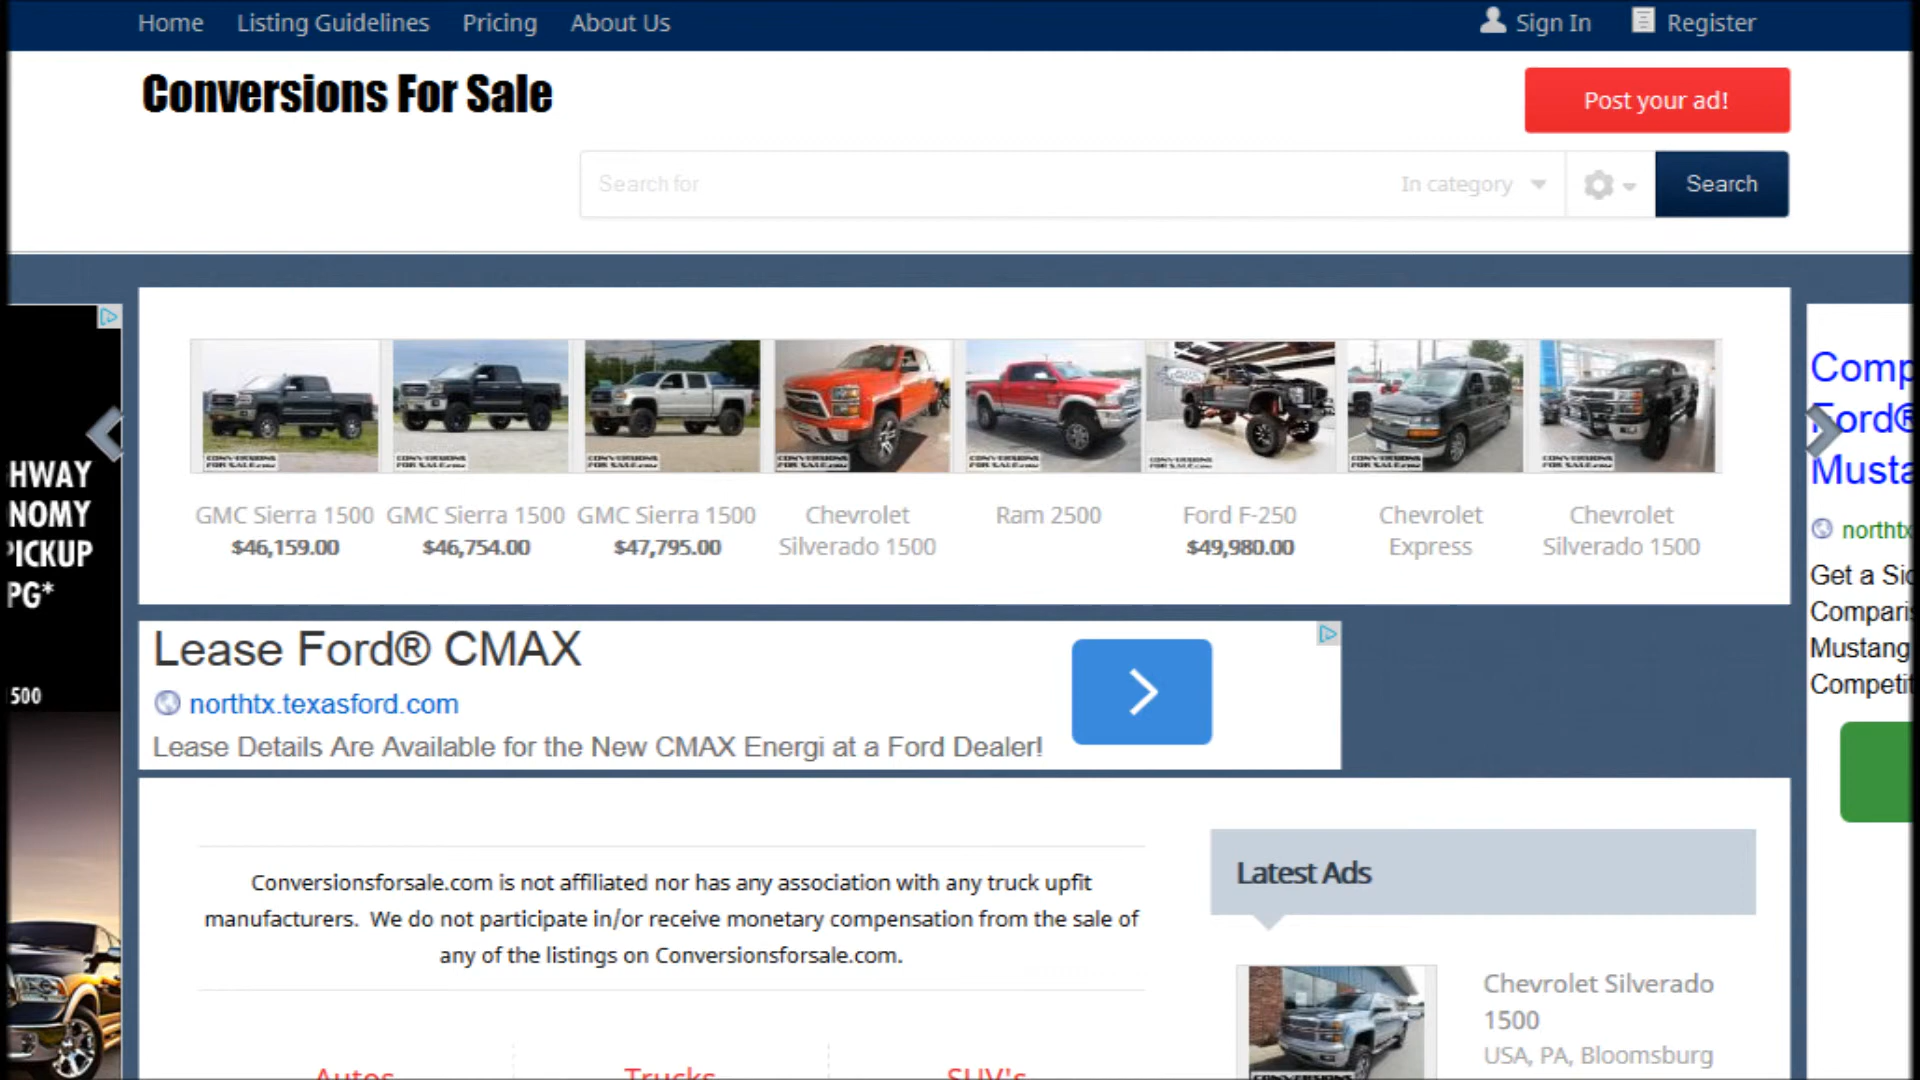 Home Listing Guidelines Pricing About Us Sign In Register
Conversions For Sale
Post your ad!
Search for In category Search
HWAY
NOMY
PICKUP
PG*
500
GMC Sierra 1500
$46,159.00
GMC Sierra 1500
$46,754.00
GMC Sierra 1500
$47,795.00
Chevrolet
Silverado 1500
Ram 2500
Ford F-250
$49,980.00
Chevrolet
Express
Chevrolet
Silverado 1500
Comp
Ford®
Musta
northtx
Get a Sid
Comparis
Mustang
Competit
Lease Ford® CMAX
northtx.texasford.com
Lease Details Are Available for the New CMAX Energi at a Ford Dealer!
Conversionsforsale.com is not affiliated nor has any association with any truck upfit
manufacturers. We do not participate in/or receive monetary compensation from the sale of
any of the listings on Conversionsforsale.com.
Autos Trucks SUV's
Latest Ads
Chevrolet Silverado
1500
USA, PA, Bloomsburg